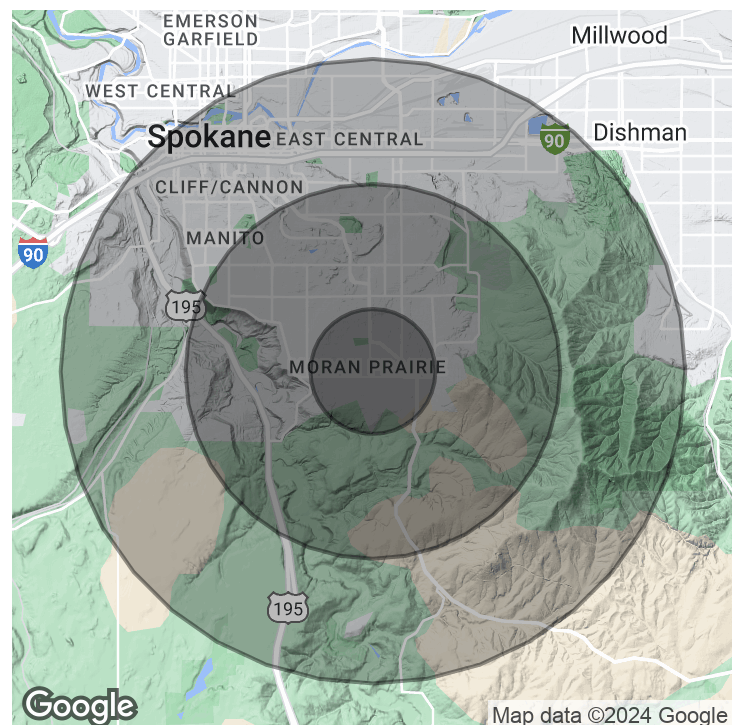 EMERSON
GARFIELD
Millwood
WEST CENTRAL
Spokane
EAST CENTRAL
90
Dishman
CLIFF/CANNON
MANITO
90
195
MORAN PRAIRIE
195
Google
Map data ©2024 Google